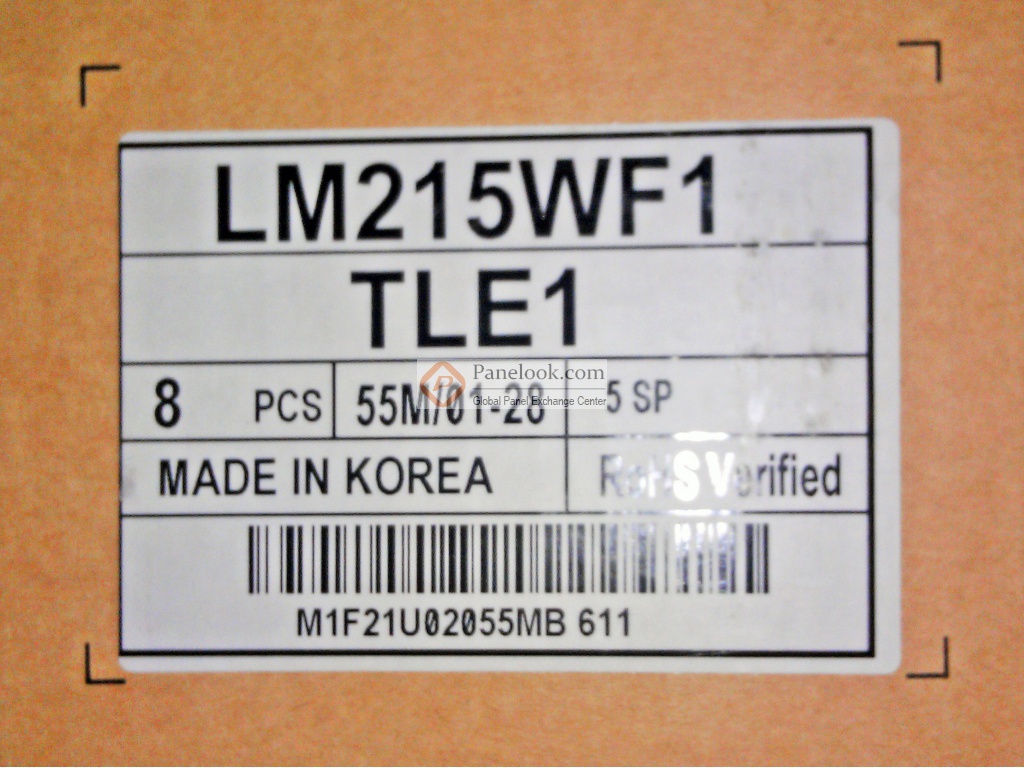 LM215WF1
TLE1
8 PCS 55M/01-28 5 SP
Panelook.com
Global Panel Exchange Center
MADE IN KOREA RoHS Verified
M1F21U02055MB 611